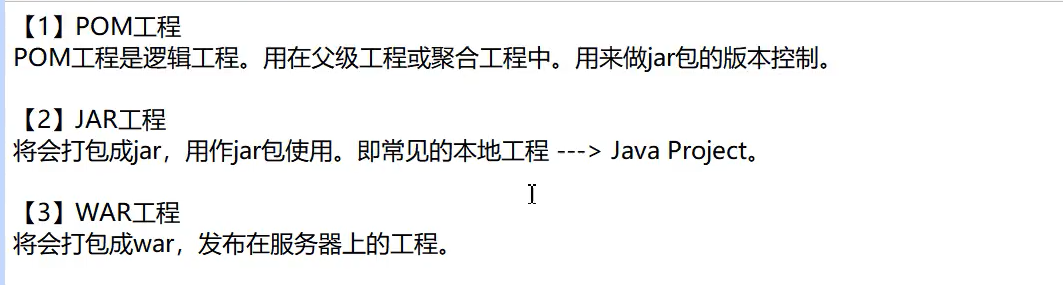 【1】POM工程
POM工程是逻辑工程。用在父级工程或聚合工程中。用来做jar包的版本控制。
【2】JAR工程
将会打包成jar，用作jar包使用。即常见的本地工程 ---> Java Project。
【3】WAR工程
将会打包成war，发布在服务器上的工程。